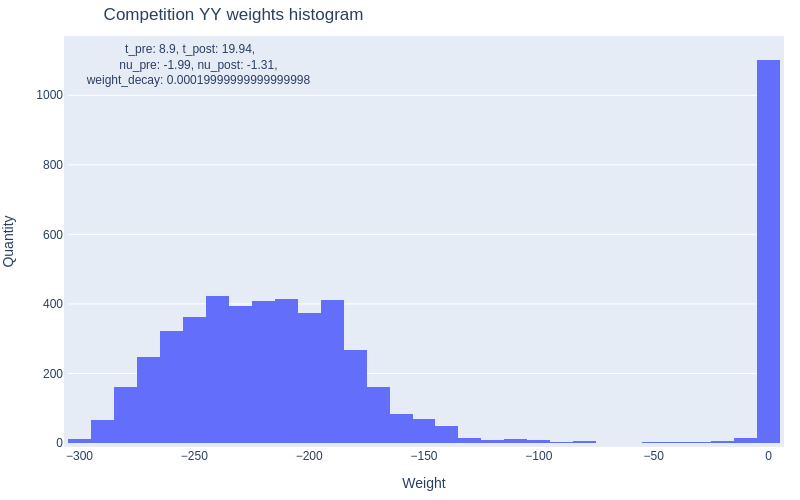 Competition YY weights histogram
t_pre: 8.9, t_post: 19.94,
nu_pre: -1.99, nu_post: -1.31,
weight_decay: 0.00019999999999999998
1000
800
600
400
200
0
Quantity
−300 −250 −200 −150 −100 −50 0
Weight